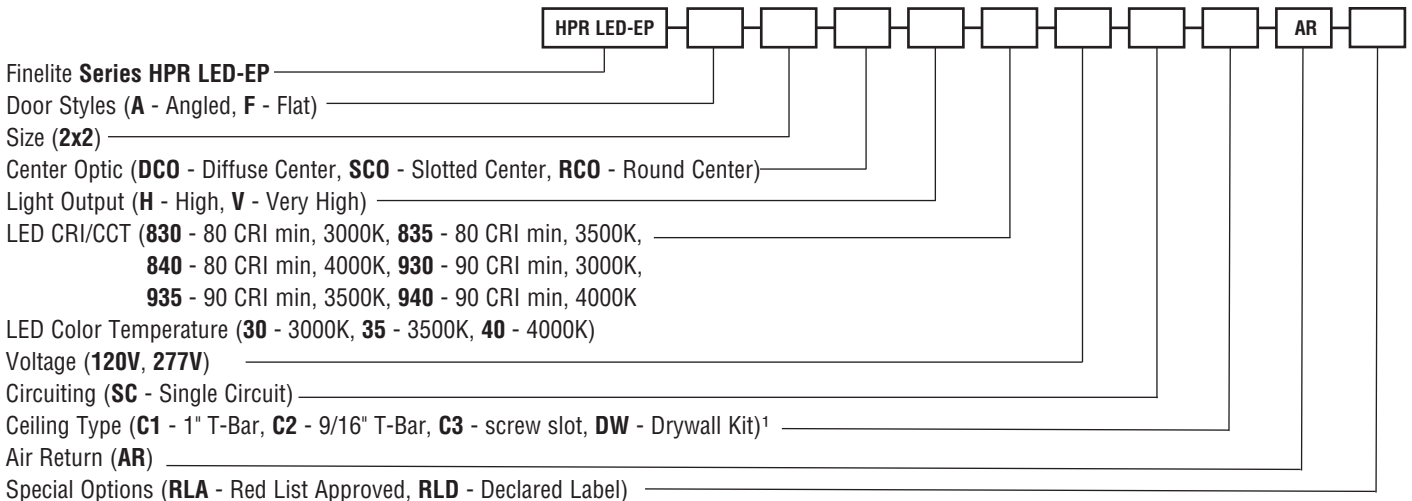 HPR LED-EP AR
Finelite Series HPR LED-EP
Door Styles (A - Angled, F - Flat)
Size (2x2)
Center Optic (DCO - Diffuse Center, SCO - Slotted Center, RCO - Round Center)
Light Output (H - High, V - Very High)
LED CRI/CCT (830 - 80 CRI min, 3000K, 835 - 80 CRI min, 3500K,
840 - 80 CRI min, 4000K, 930 - 90 CRI min, 3000K,
935 - 90 CRI min, 3500K, 940 - 90 CRI min, 4000K
LED Color Temperature (30 - 3000K, 35 - 3500K, 40 - 4000K)
Voltage (120V, 277V)
Circuiting (SC - Single Circuit)
Ceiling Type (C1 - 1" T-Bar, C2 - 9/16" T-Bar, C3 - screw slot, DW - Drywall Kit)¹
Air Return (AR)
Special Options (RLA - Red List Approved, RLD - Declared Label)